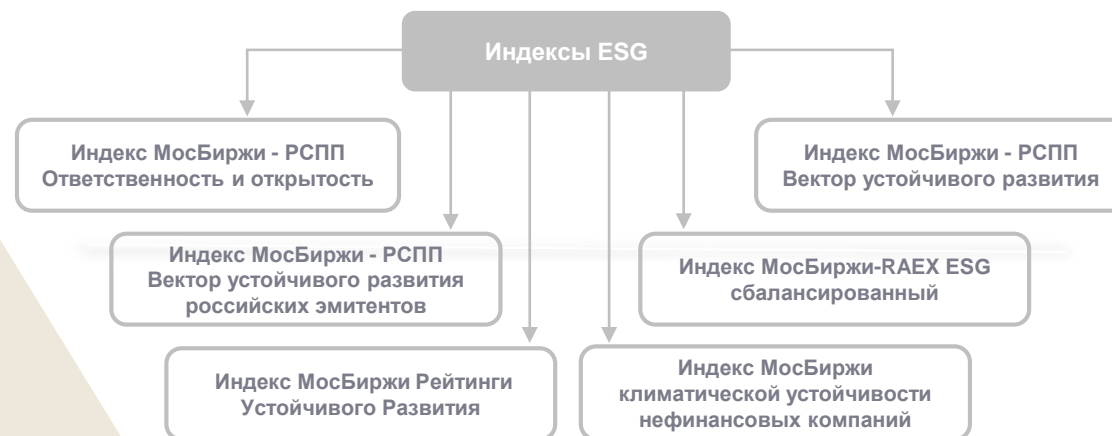 Индексы ESG
Индекс МосБиржи - РСПП
Ответственность и открытость
Индекс МосБиржи - РСПП
Вектор устойчивого развития
Индекс МосБиржи - РСПП
Вектор устойчивого развития
российских эмитентов
Индекс МосБиржи-RAEX ESG
сбалансированный
Индекс МосБиржи Рейтинги
Устойчивого Развития
Индекс МосБиржи
климатической устойчивости
нефинансовых компаний